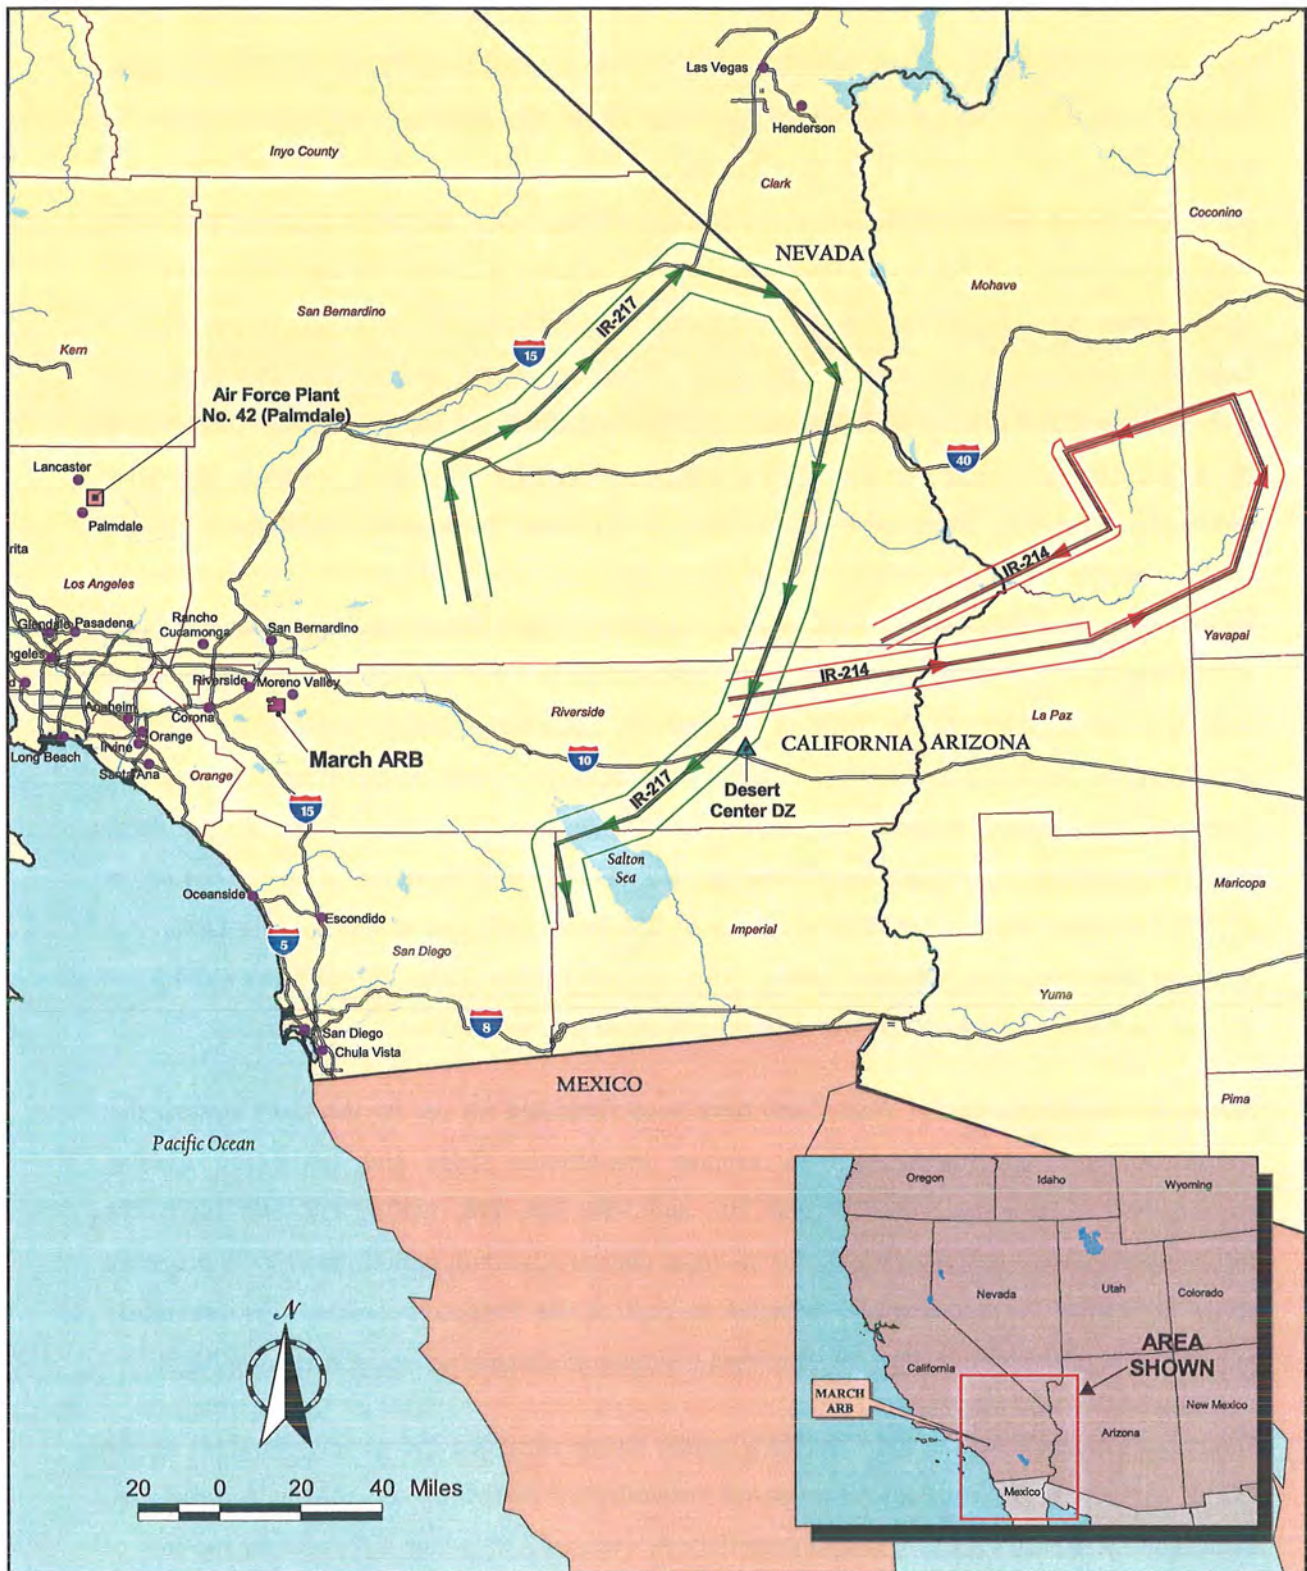 Las Vegas
Henderson
Inyo County
Clark
Coconino
NEVADA
Mohave
San Bernardino
IR-217
Kern
15
Air Force Plant
No. 42 (Palmdale)
Lancaster
40
Palmdale
rita
IR-214
Los Angeles
Rancho
Cucamonga
San Bernardino
Glendale
Pasadena
ngeles
Yavapai
Riverside
Moreno Valley
IR-214
d
Anaheim
Corona
Riverside
La Paz
Orange
Irvine
CALIFORNIA
ARIZONA
Long Beach
March ARB
10
Santa Ana
Orange
Desert
Center DZ
IR-217
15
Salton
Sea
Maricopa
Oceanside
Escondido
Imperial
5
San Diego
Yuma
8
San Diego
Chula Vista
MEXICO
Pima
Pacific Ocean
Oregon
Idaho
Wyoming
Nevada
Utah
Colorado
AREA
SHOWN
California
MARCH
ARB
New Mexico
Arizona
Mexico
N
20 0 20 40 Miles